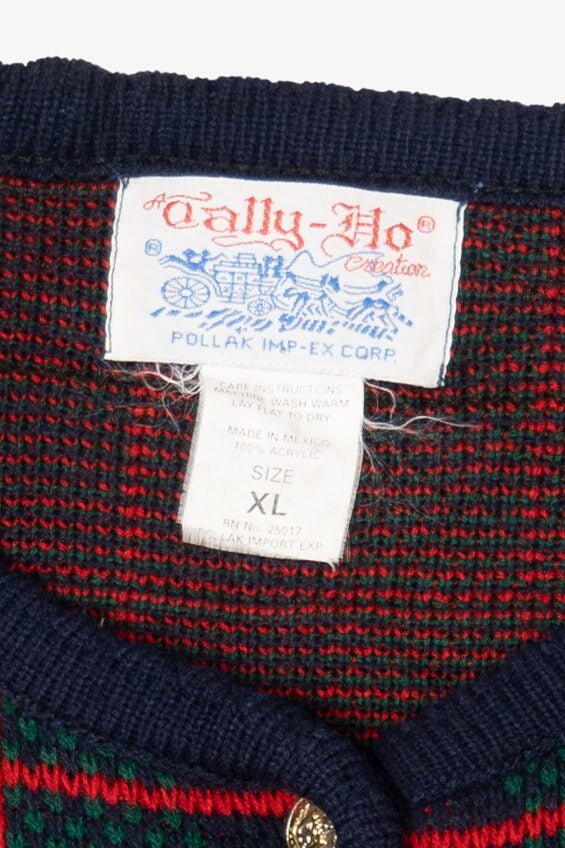 A Tally-Ho ®
®
Creation
POLLAK IMP-EX CORP.
CARE INSTRUCTIONS
MACHINE WASH WARM
LAY FLAT TO DRY
MADE IN MEXICO
100% ACRYLIC
SIZE
XL
RN No. 25017
POLLAK IMPORT EXP.